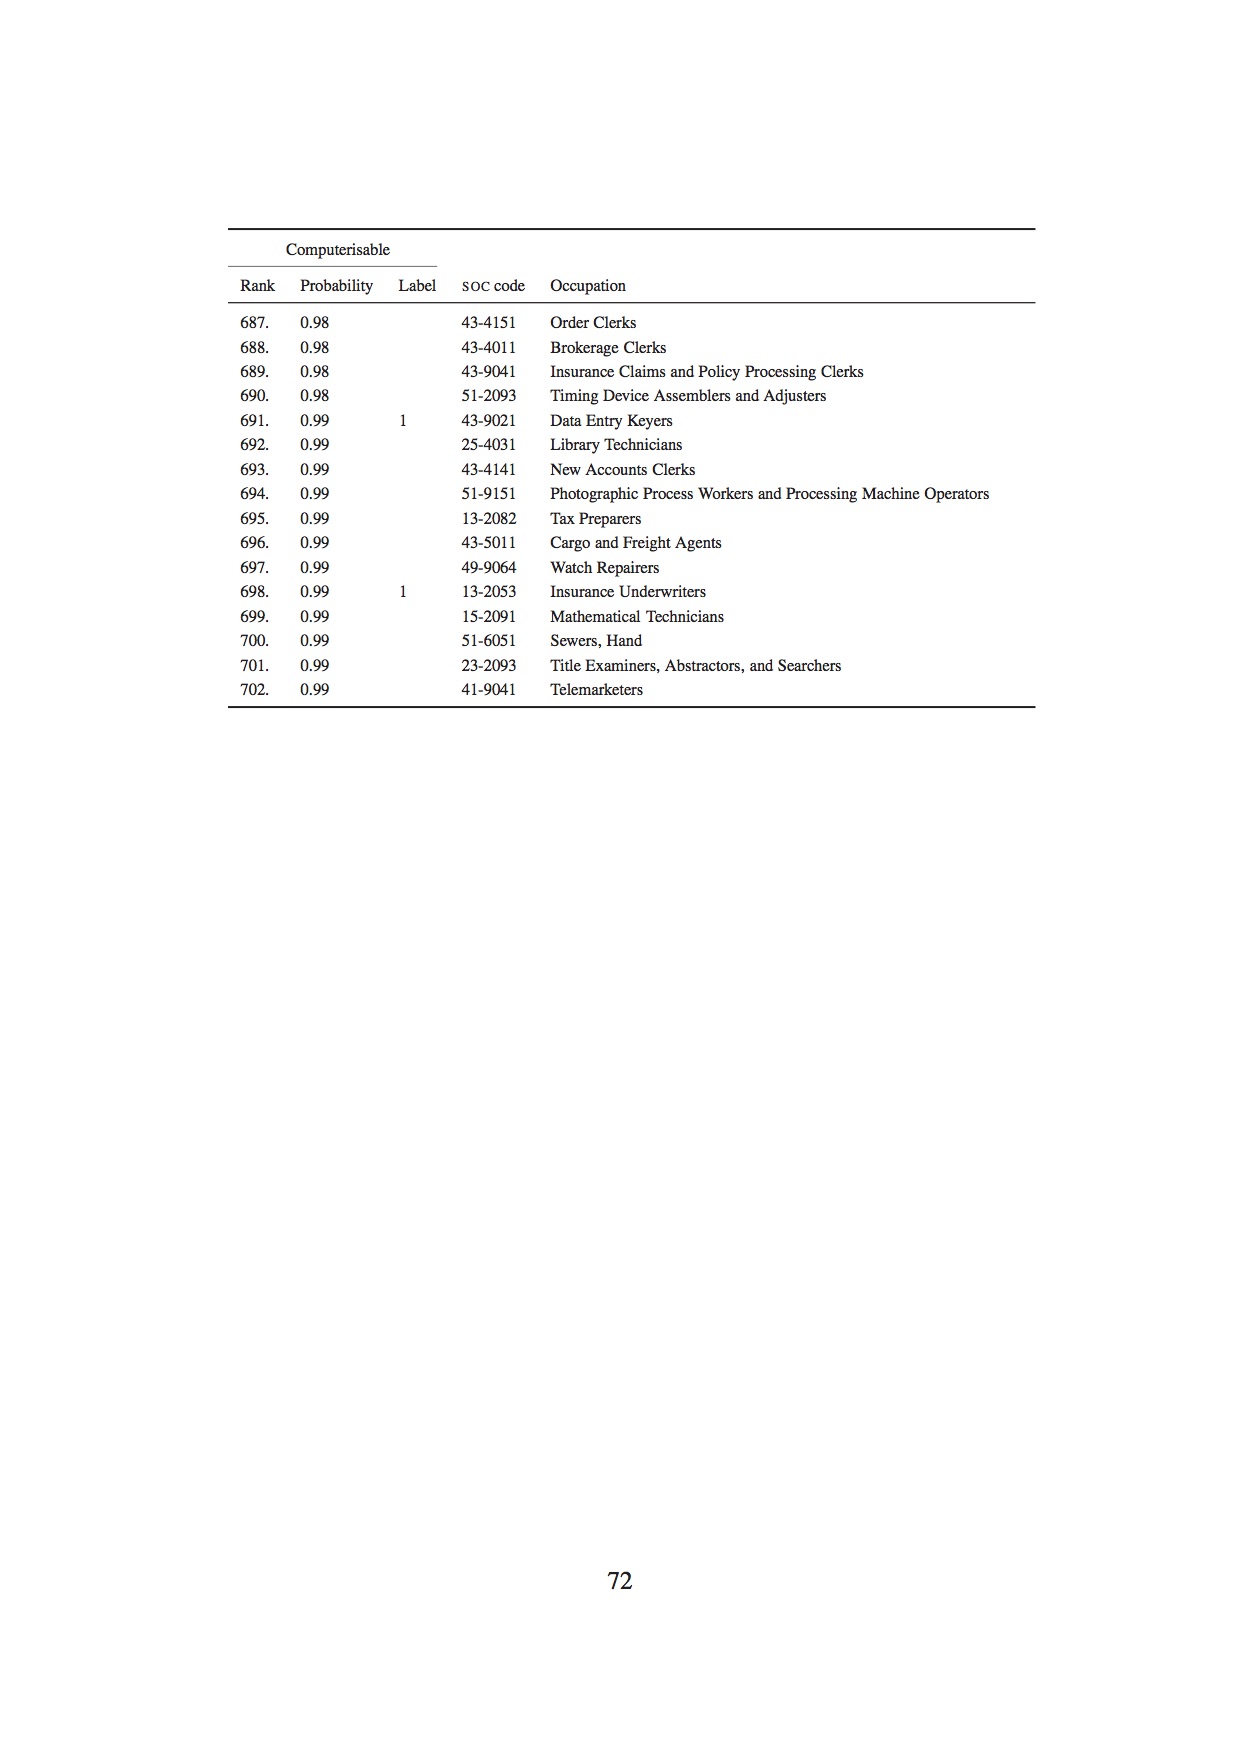 Computerisable
Rank Probability Label SOC code Occupation
687. 0.98 43-4151 Order Clerks
688. 0.98 43-4011 Brokerage Clerks
689. 0.98 43-9041 Insurance Claims and Policy Processing Clerks
690. 0.98 51-2093 Timing Device Assemblers and Adjusters
691. 0.99 1 43-9021 Data Entry Keyers
692. 0.99 25-4031 Library Technicians
693. 0.99 43-4141 New Accounts Clerks
694. 0.99 51-9151 Photographic Process Workers and Processing Machine Operators
695. 0.99 13-2082 Tax Preparers
696. 0.99 43-5011 Cargo and Freight Agents
697. 0.99 49-9064 Watch Repairers
698. 0.99 1 13-2053 Insurance Underwriters
699. 0.99 15-2091 Mathematical Technicians
700. 0.99 51-6051 Sewers, Hand
701. 0.99 23-2093 Title Examiners, Abstractors, and Searchers
702. 0.99 41-9041 Telemarketers
72